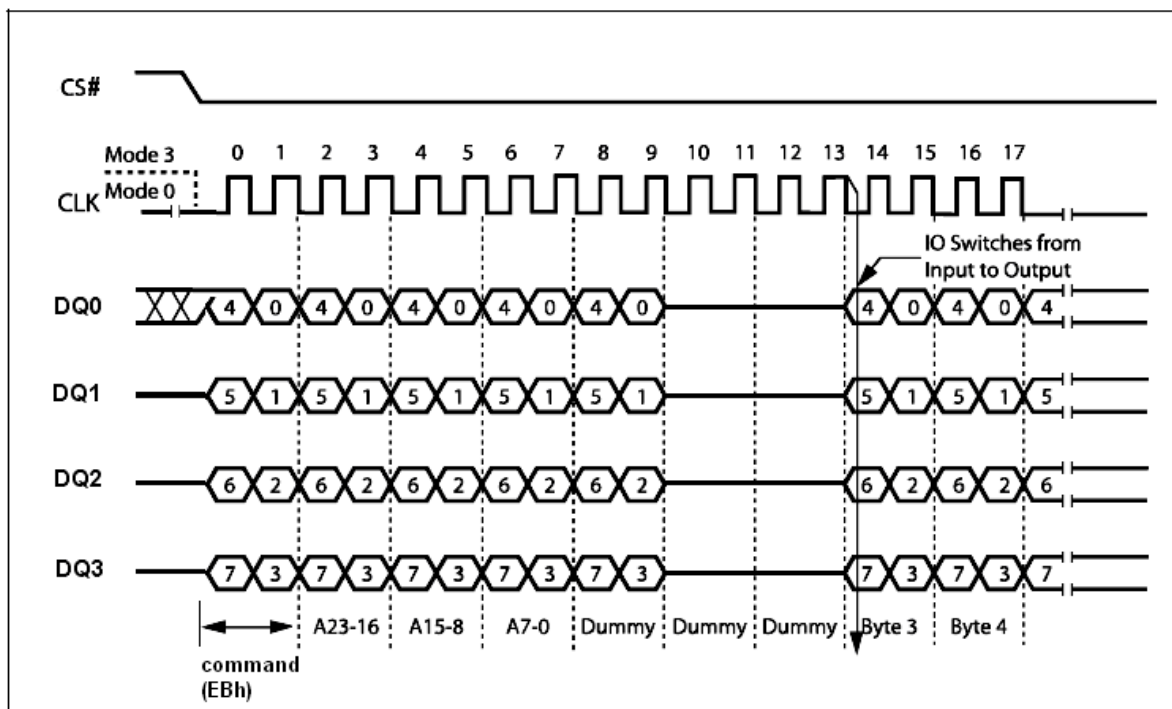 CS#
Mode 3
0 1 2 3 4 5 6 7 8 9 10 11 12 13 14 15 16 17
CLK Mode 0
IO Switches from
Input to Output
DQ0 4 0 4 0 4 0 4 0 4 0 4 0 4 0 4
DQ1 5 1 5 1 5 1 5 1 5 1 5 1 5 1 5
DQ2 6 2 6 2 6 2 6 2 6 2 6 2 6 2 6
DQ3 7 3 7 3 7 3 7 3 7 3 7 3 7 3 7
A23-16 A15-8 A7-0 Dummy Dummy Dummy Byte 3 Byte 4
command
(EBh)